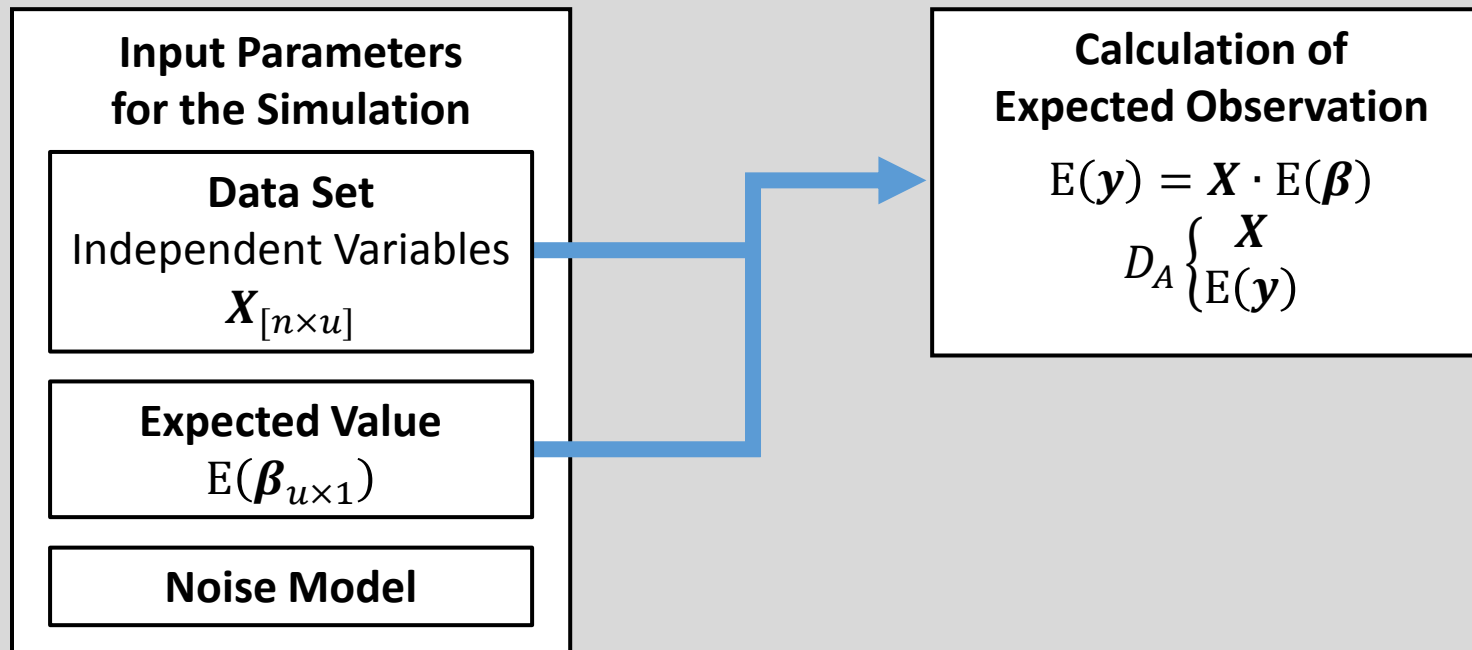 Input Parameters
for the Simulation
Data Set
Independent Variables
𝑿[𝑛×𝑢]
Expected Value
E(𝜷𝑢×1)
Noise Model
Calculation of
Expected Observation
E(𝒚) = 𝑿 ∙ E(𝜷)
𝐷𝐴 { 𝑿
E(𝒚)